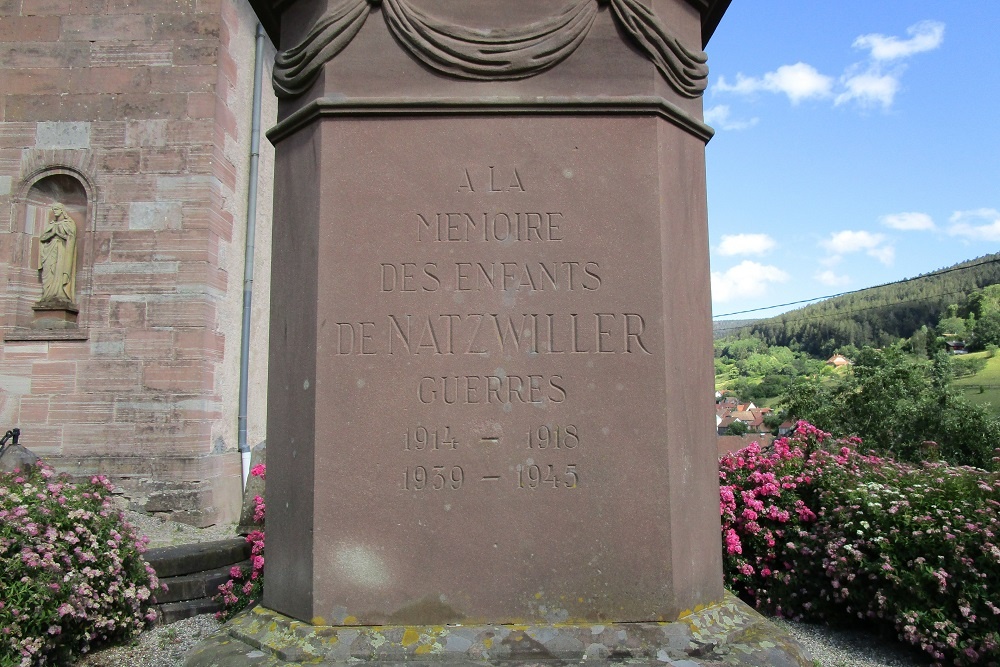 A LA
MEMOIRE
DES ENFANTS
DE NATZWILLER
GUERRES
1914 - 1918
1939 - 1945